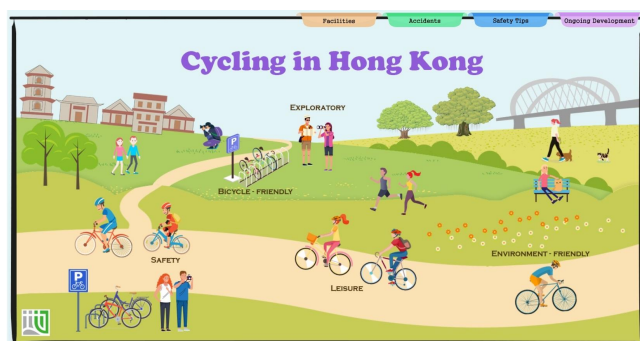 Facilities
Accidents
Safety Tips
Ongoing Development
Cycling in Hong Kong
EXPLORATORY
P
BICYCLE - FRIENDLY
SAFETY
LEISURE
ENVIRONMENT - FRIENDLY
P